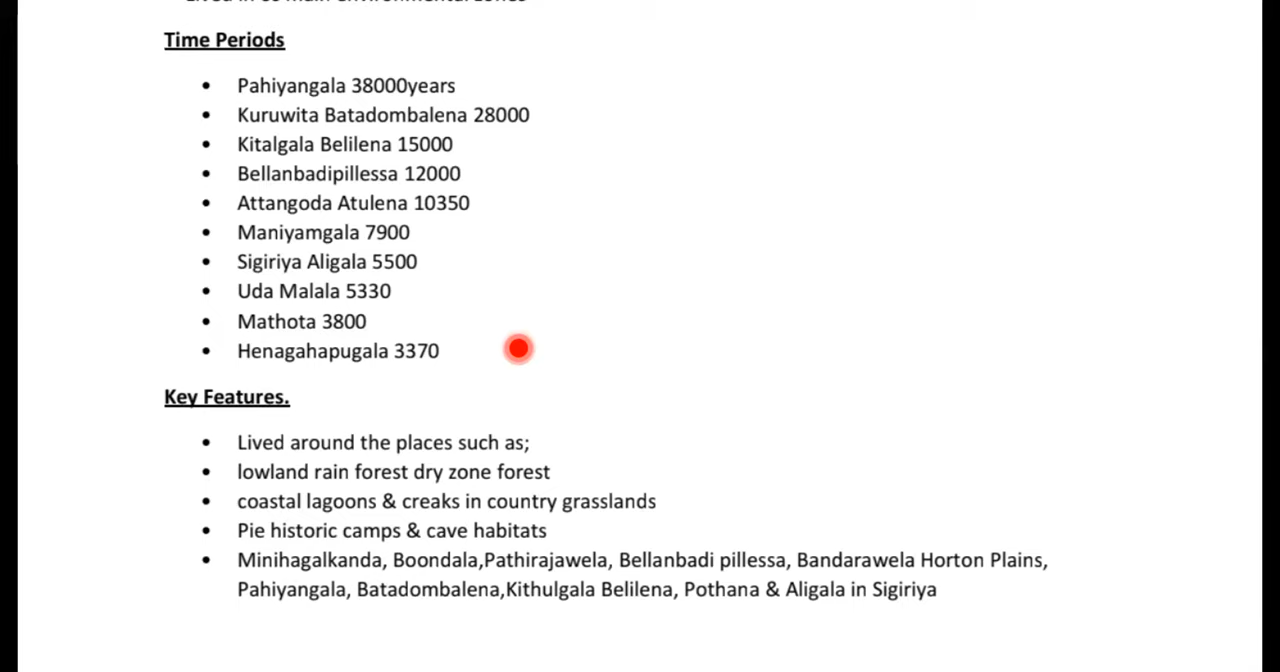 Time Periods
• Pahiyangala 38000years
• Kuruwita Batadombalena 28000
• Kitalgala Belilena 15000
• Bellanbadipillessa 12000
• Attangoda Atulena 10350
• Maniyamgala 7900
• Sigiriya Aligala 5500
• Uda Malala 5330
• Mathota 3800
• Henagahapugala 3370
Key Features.
• Lived around the places such as;
• lowland rain forest dry zone forest
• coastal lagoons & creaks in country grasslands
• Pie historic camps & cave habitats
• Minihagalkanda, Boondala,Pathirajawela, Bellanbadi pillessa, Bandarawela Horton Plains,
Pahiyangala, Batadombalena,Kithulgala Belilena, Pothana & Aligala in Sigiriya